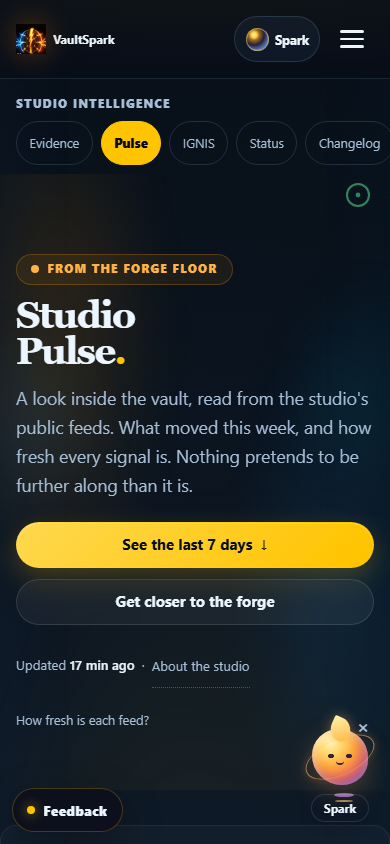 VaultSpark
Spark
STUDIO INTELLIGENCE
Evidence
Pulse
IGNIS
Status
Changelog
FROM THE FORGE FLOOR
Studio
Pulse.
A look inside the vault, read from the studio's
public feeds. What moved this week, and how
fresh every signal is. Nothing pretends to be
further along than it is.
See the last 7 days ↓
Get closer to the forge
Updated 17 min ago · About the studio
How fresh is each feed?
×
Feedback
Spark